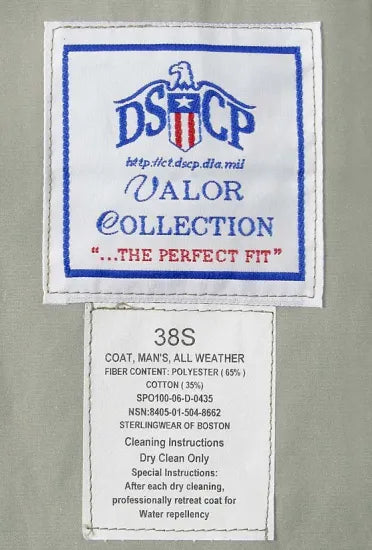 DSCP
http://ct.dscp.dla.mil
VALOR
COLLECTION
"...THE PERFECT FIT"
38S
COAT, MAN'S, ALL WEATHER
FIBER CONTENT: POLYESTER ( 65% )
COTTON ( 35%)
SPO100-06-D-0435
NSN:8405-01-504-8662
STERLINGWEAR OF BOSTON
Cleaning Instructions
Dry Clean Only
Special Instructions:
After each dry cleaning,
professionally retreat coat for
Water repellency